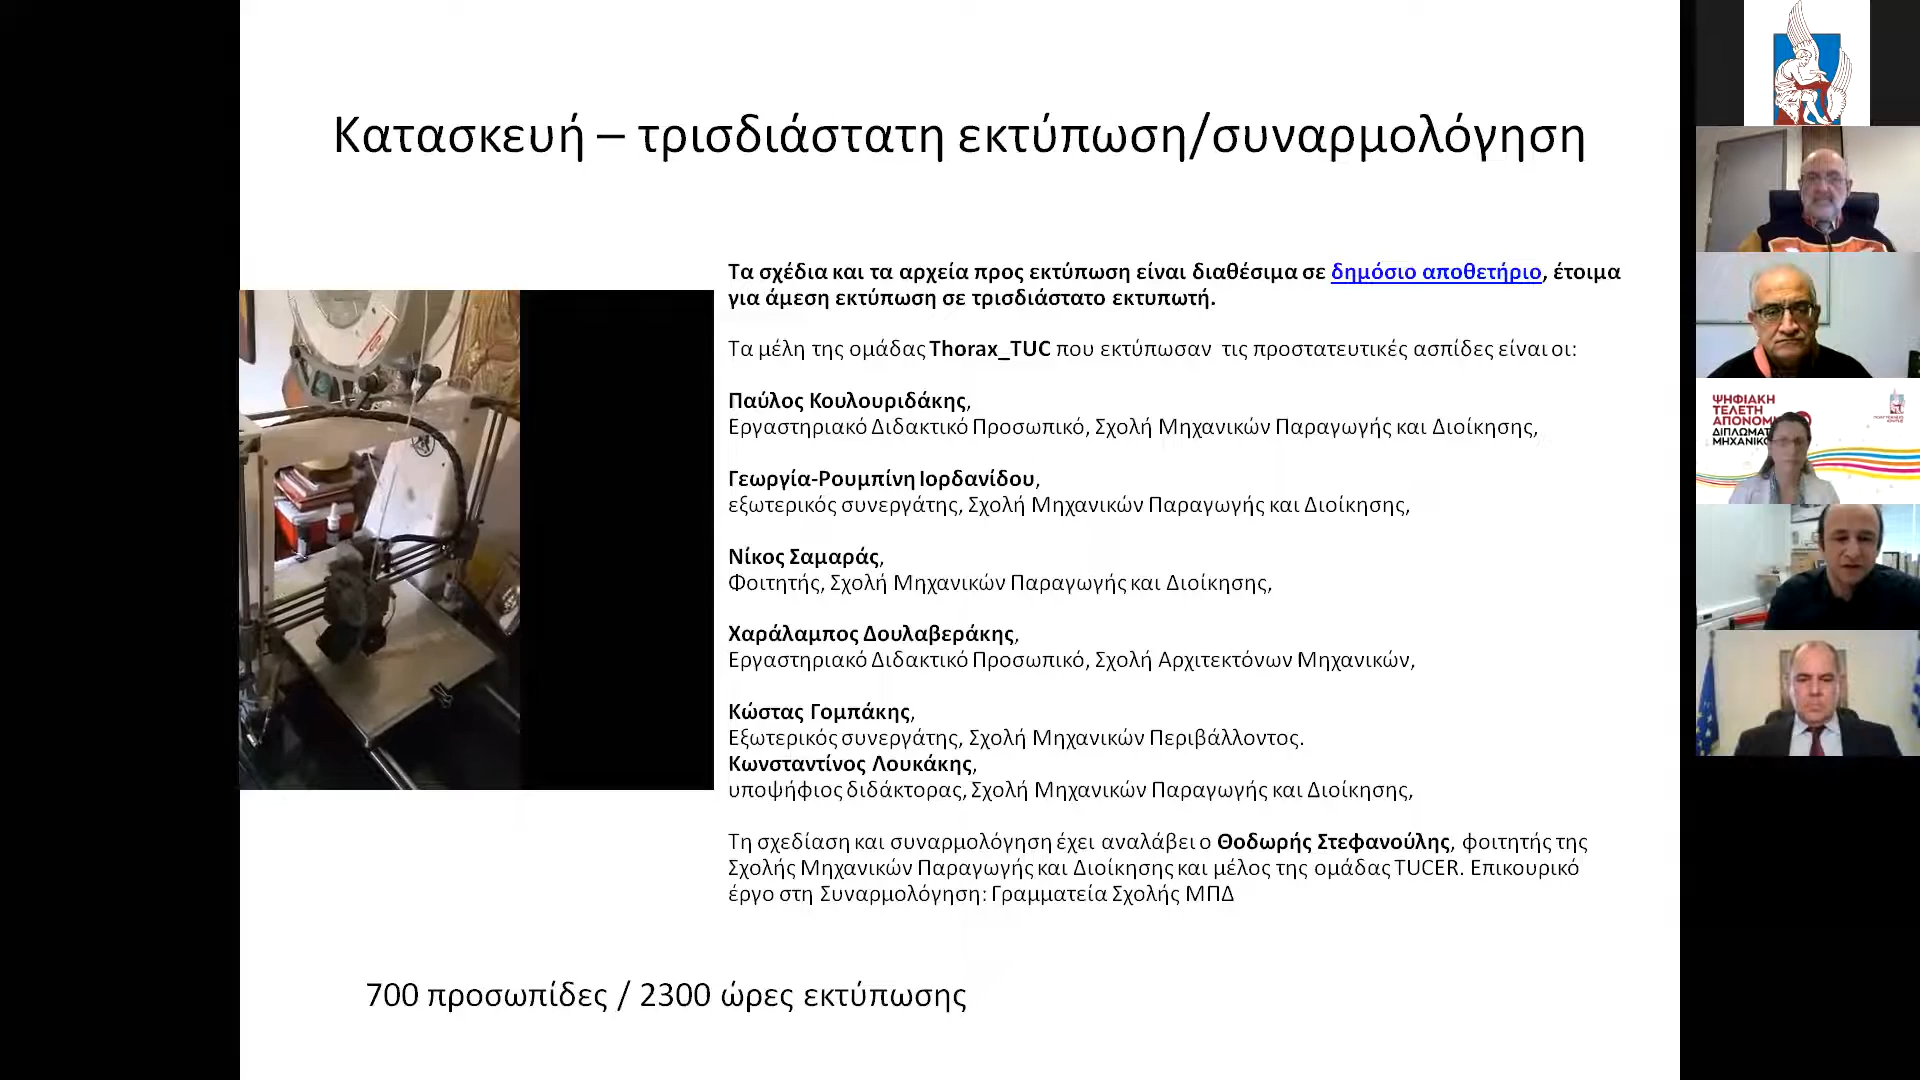 Κατασκευή – τρισδιάστατη εκτύπωση/συναρμολόγηση
Τα σχέδια και τα αρχεία προς εκτύπωση είναι διαθέσιμα σε δημόσιο αποθετήριο, έτοιμα
για άμεση εκτύπωση σε τρισδιάστατο εκτυπωτή.
Τα μέλη της ομάδας Thorax_TUC που εκτύπωσαν τις προστατευτικές ασπίδες είναι οι:
Παύλος Κουλουριδάκης,
Εργαστηριακό Διδακτικό Προσωπικό, Σχολή Μηχανικών Παραγωγής και Διοίκησης,
Γεωργία-Ρουμπίνη Ιορδανίδου,
εξωτερικός συνεργάτης, Σχολή Μηχανικών Παραγωγής και Διοίκησης,
Νίκος Σαμαράς,
Φοιτητής, Σχολή Μηχανικών Παραγωγής και Διοίκησης,
Χαράλαμπος Δουλαβεράκης,
Εργαστηριακό Διδακτικό Προσωπικό, Σχολή Αρχιτεκτόνων Μηχανικών,
Κώστας Γομπάκης,
Εξωτερικός συνεργάτης, Σχολή Μηχανικών Περιβάλλοντος.
Κωνσταντίνος Λουκάκης,
υποψήφιος διδάκτορας, Σχολή Μηχανικών Παραγωγής και Διοίκησης,
Τη σχεδίαση και συναρμολόγηση έχει αναλάβει ο Θοδωρής Στεφανούλης, φοιτητής της
Σχολής Μηχανικών Παραγωγής και Διοίκησης και μέλος της ομάδας TUCER. Επικουρικό
έργο στη Συναρμολόγηση: Γραμματεία Σχολής ΜΠΔ
700 προσωπίδες / 2300 ώρες εκτύπωσης
ΨΗΦΙΑΚΗ
ΤΕΛΕΤΗ
ΑΠΟΝΟΜ
ΔΙΠΛΩΜΑΤ
ΜΗΧΑΝΙΚ